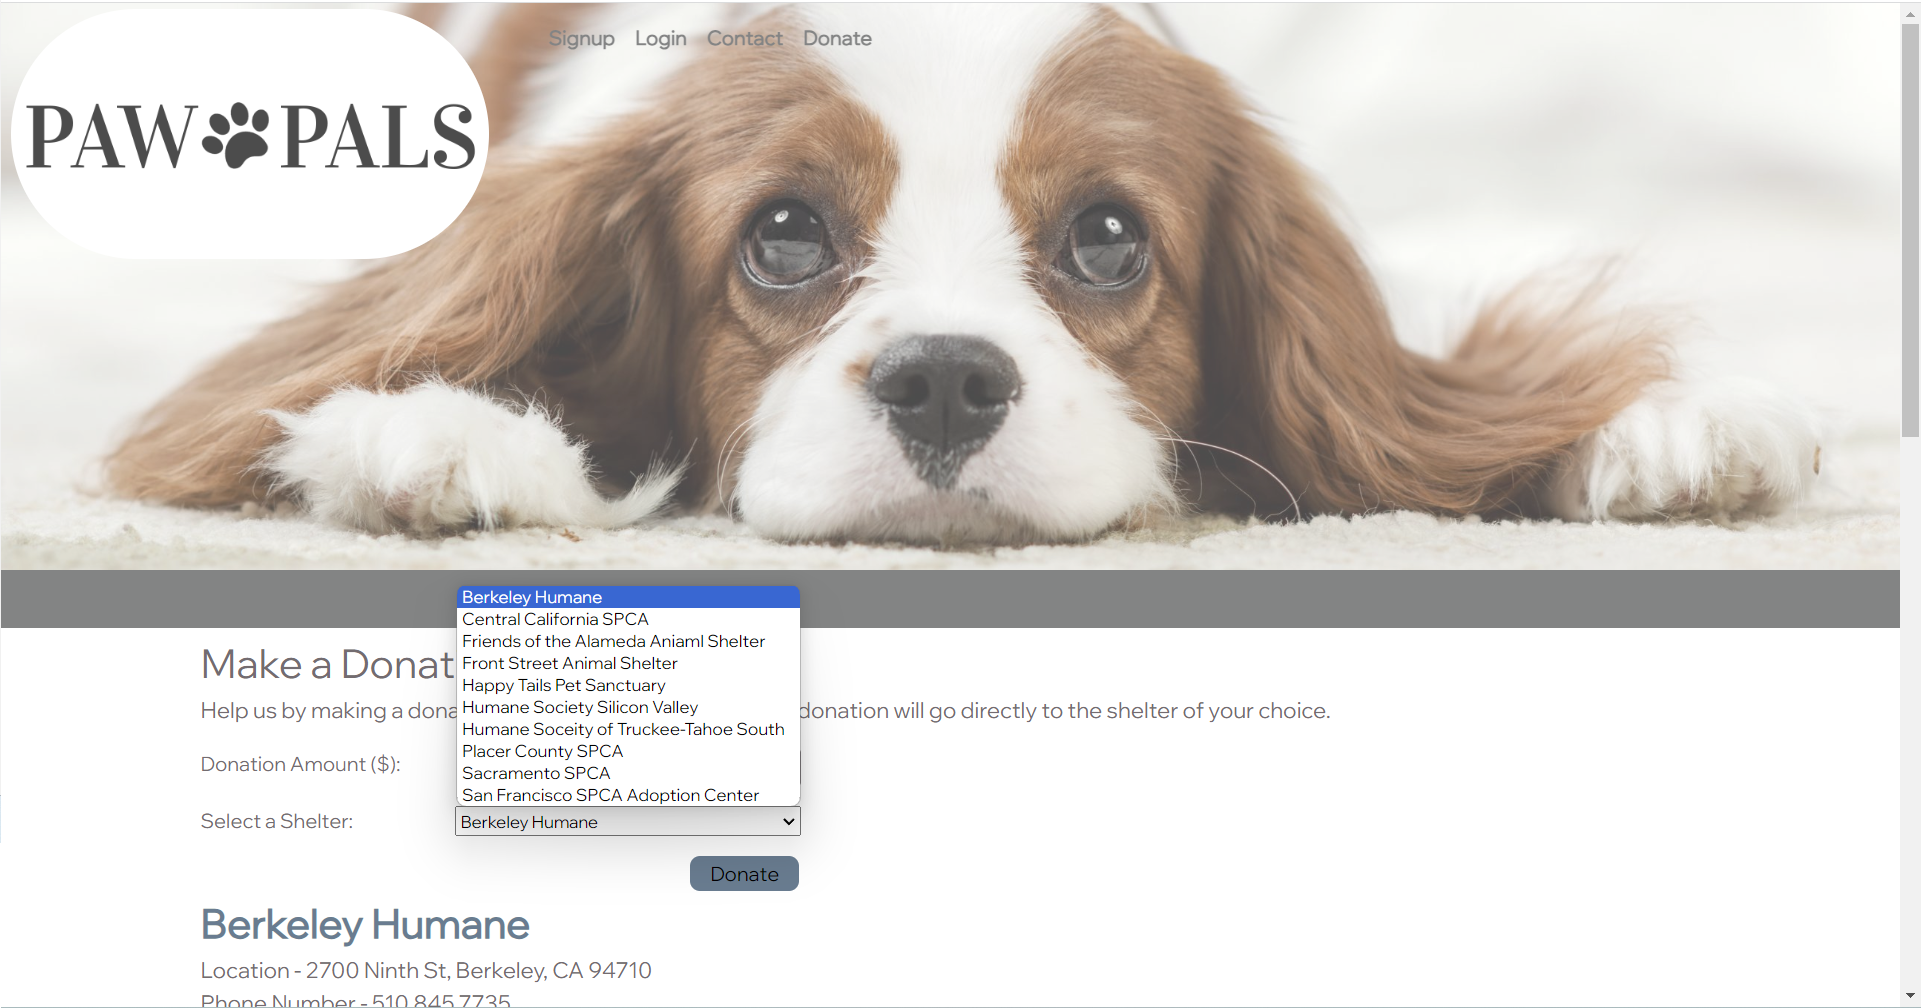 PAW PALS
Signup Login Contact Donate
Make a Donat
Help us by making a dona donation will go directly to the shelter of your choice.
Donation Amount ($):
Berkeley Humane
Central California SPCA
Friends of the Alameda Aniaml Shelter
Front Street Animal Shelter
Happy Tails Pet Sanctuary
Humane Society Silicon Valley
Humane Soceity of Truckee-Tahoe South
Placer County SPCA
Sacramento SPCA
San Francisco SPCA Adoption Center
Select a Shelter: Berkeley Humane
Donate
Berkeley Humane
Location - 2700 Ninth St, Berkeley, CA 94710
Phone Number - 510.845.7735